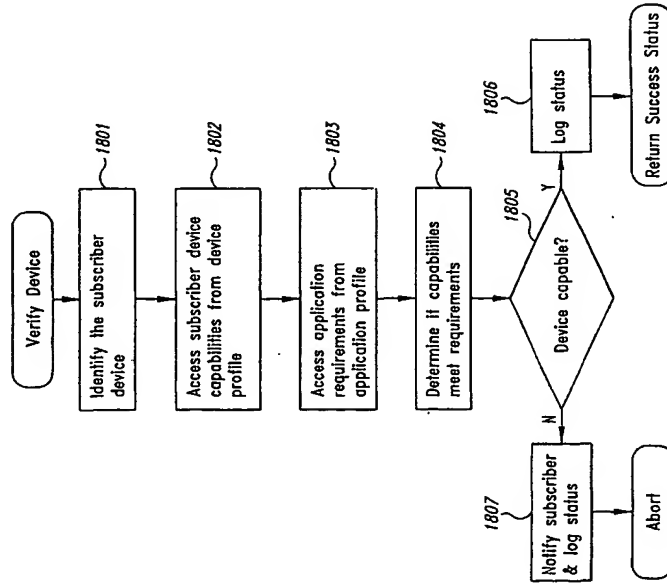 Verify Device
1801
Identify the subscriber
device
1802
Access subscriber device
capabilities from device
profile
1803
Access application
requirements from
application profile
1804
Determine if capabilities
meet requirements
1805
Device capable?
Y
N
1806
Log status
Return Success Status
1807
Notify subscriber
& log status
Abort